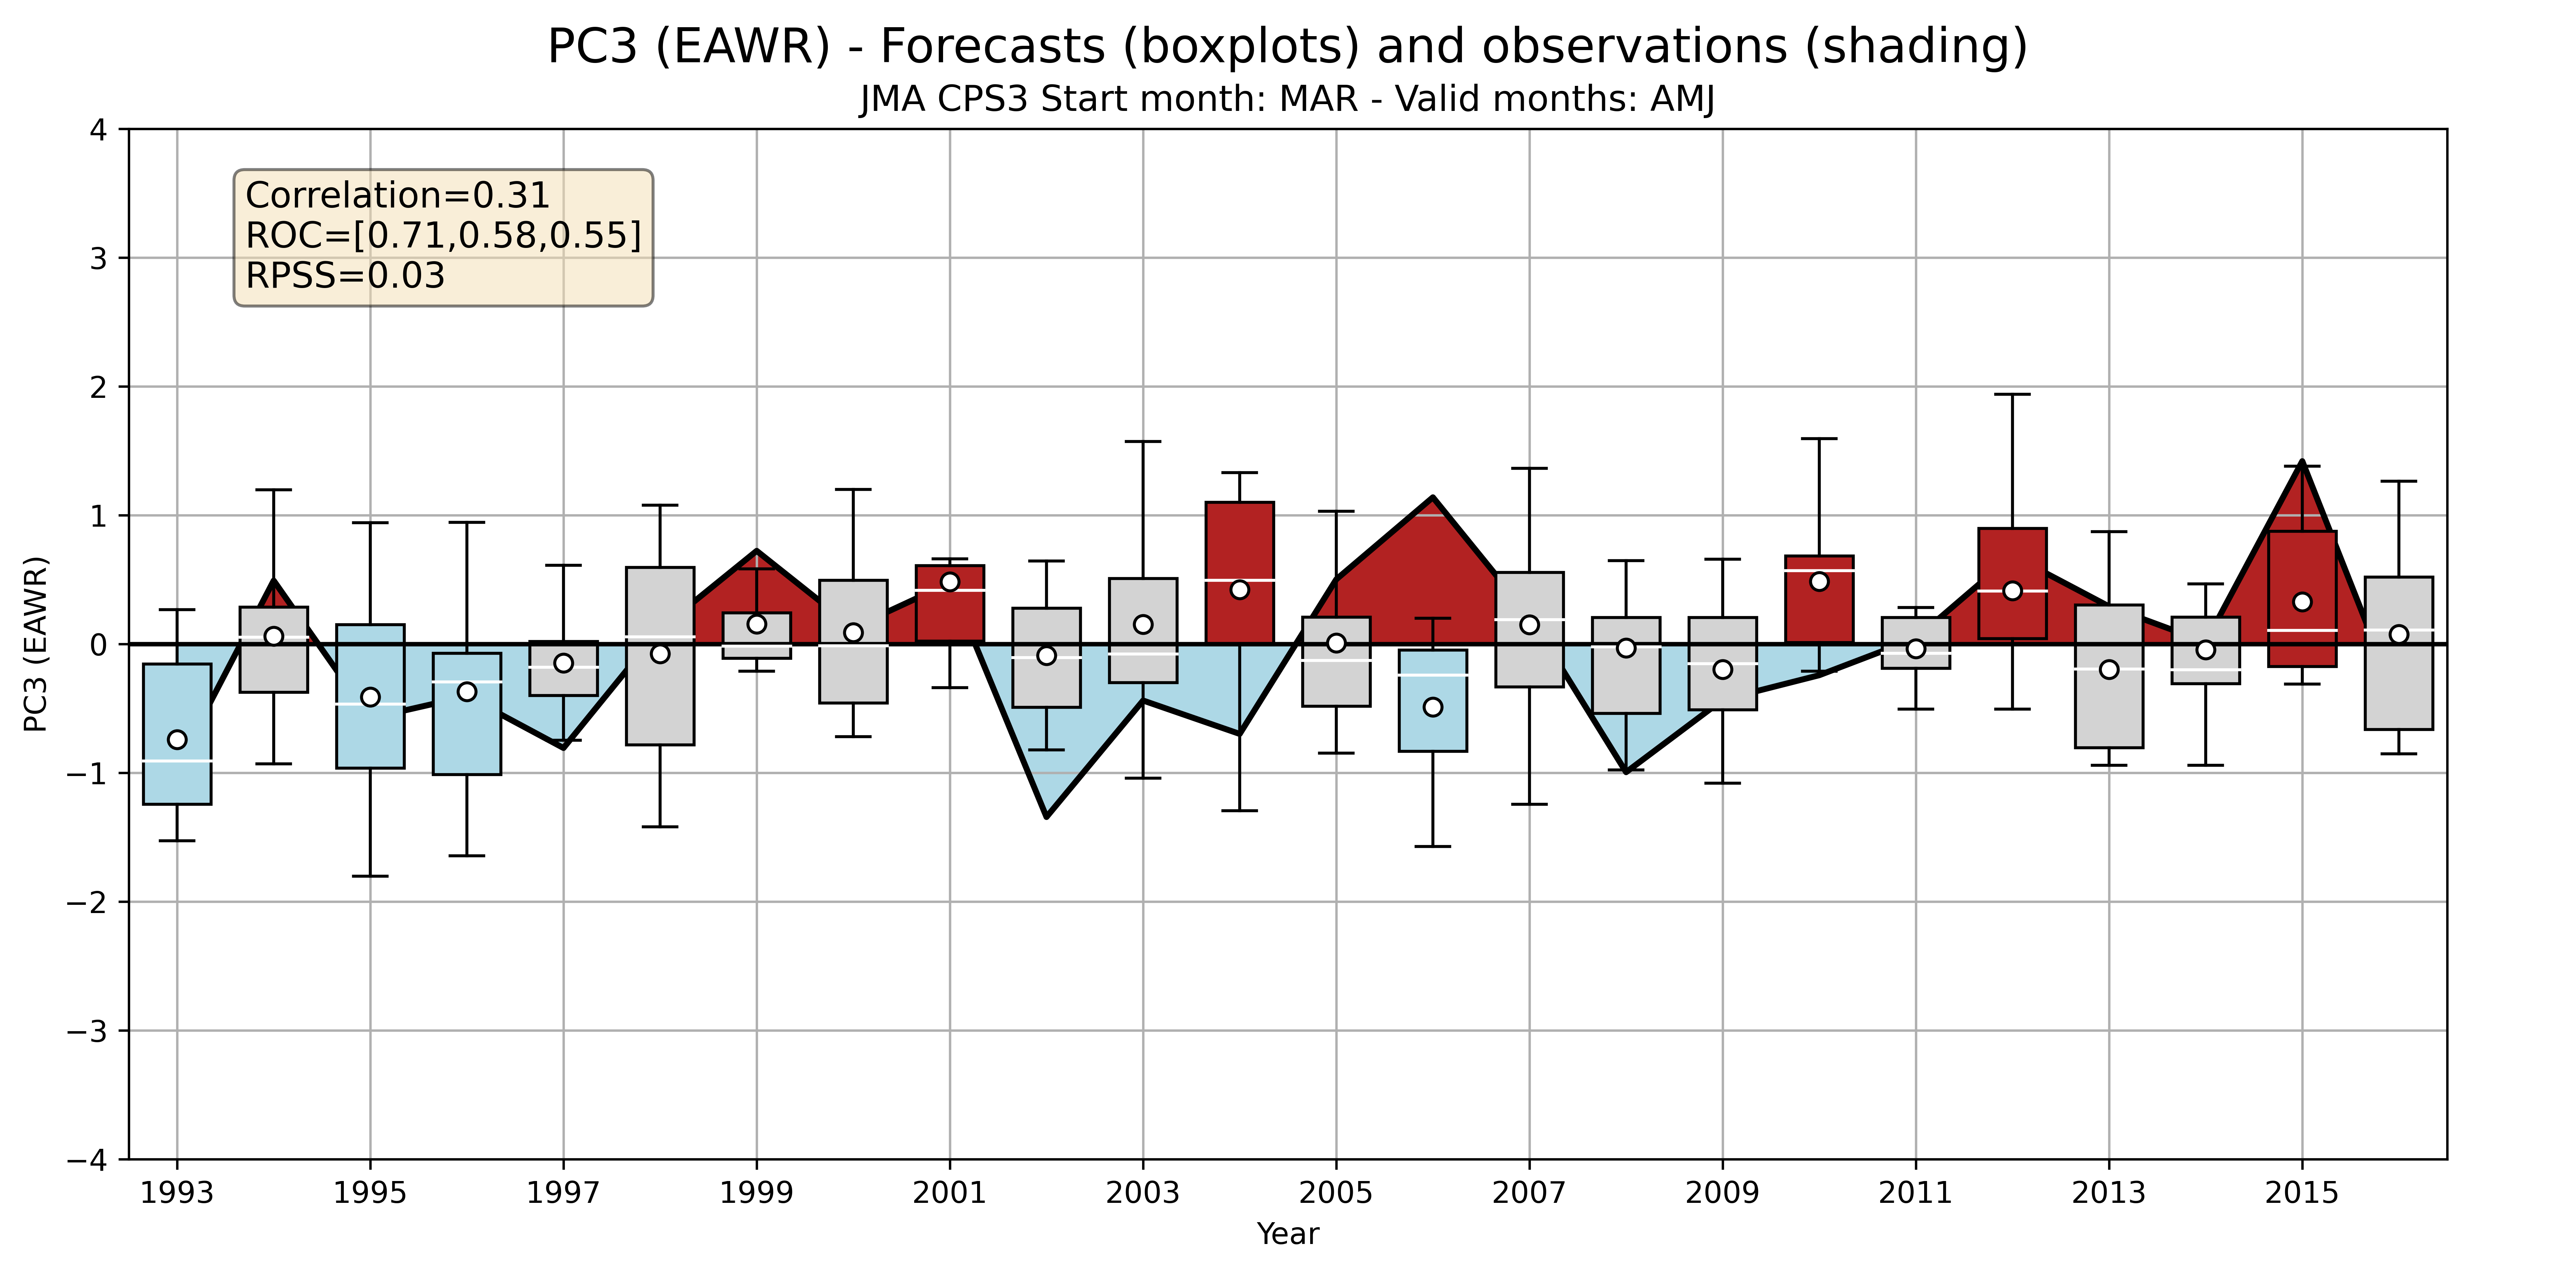 PC3 (EAWR) - Forecasts (boxplots) and observations (shading)
JMA CPS3 Start month: MAR - Valid months: AMJ
Correlation=0.31
ROC=[0.71,0.58,0.55]
RPSS=0.03
PC3 (EAWR)
4
3
2
1
0
−1
−2
−3
−4
1993 1995 1997 1999 2001 2003 2005 2007 2009 2011 2013 2015
Year